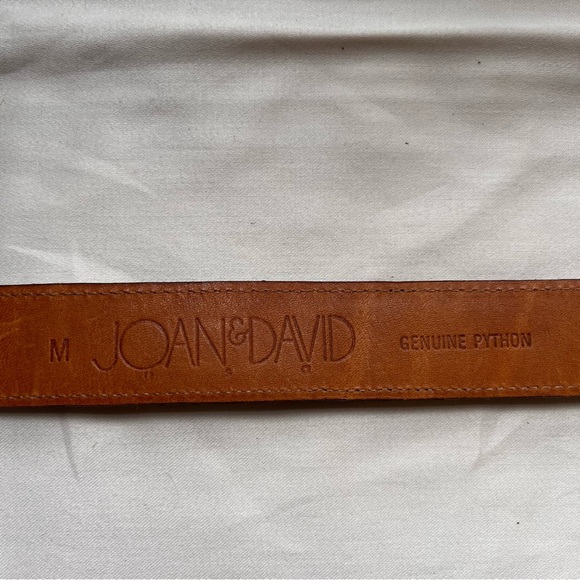 M JOAN & DAVID GENUINE PYTHON